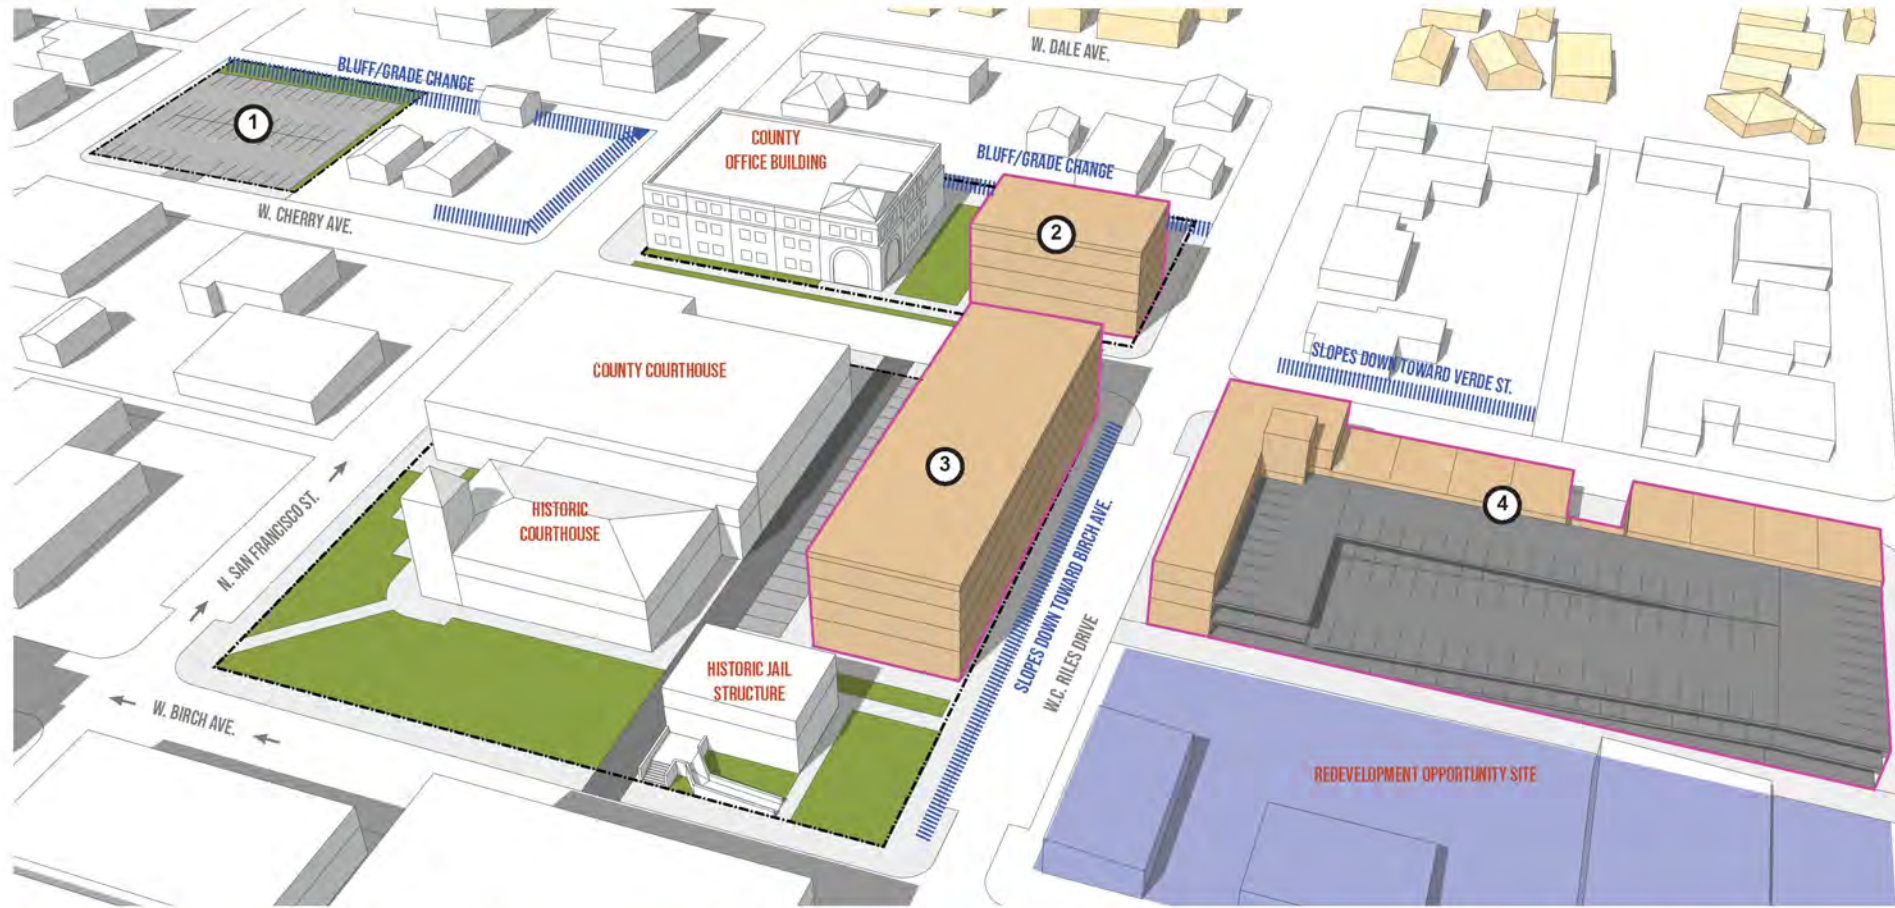 W. DALE AVE.
BLUFF/GRADE CHANGE
1
COUNTY
OFFICE BUILDING
BLUFF/GRADE CHANGE
W. CHERRY AVE.
2
SLOPES DOWN TOWARD VERDE ST.
COUNTY COURTHOUSE
3
4
HISTORIC
COURTHOUSE
N. SAN FRANCISCO ST.
SLOPES DOWN TOWARD BIRCH AVE.
W.C. RILES DRIVE
HISTORIC JAIL
STRUCTURE
W. BIRCH AVE.
REDEVELOPMENT OPPORTUNITY SITE